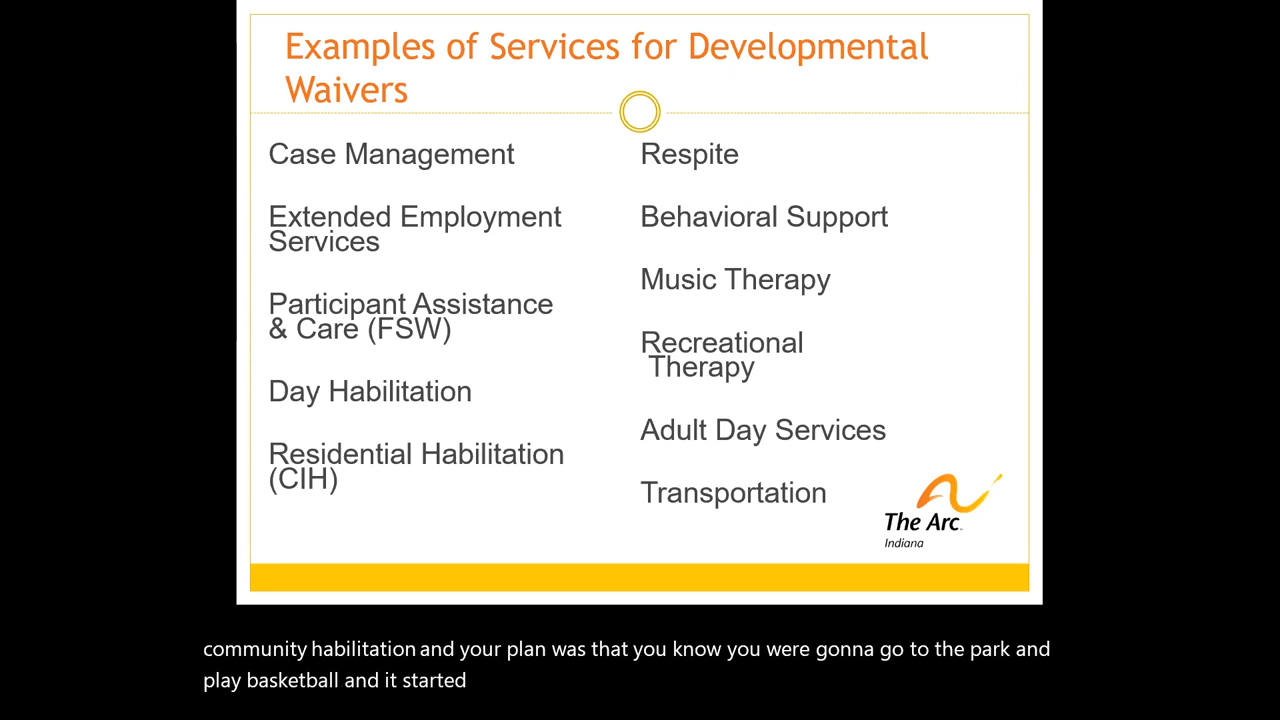 Examples of Services for Developmental
Waivers
Case Management
Extended Employment
Services
Participant Assistance
& Care (FSW)
Day Habilitation
Residential Habilitation
(CIH)
Respite
Behavioral Support
Music Therapy
Recreational
Therapy
Adult Day Services
Transportation
The Arc
Indiana
community habilitation and your plan was that you know you were gonna go to the park and
play basketball and it started